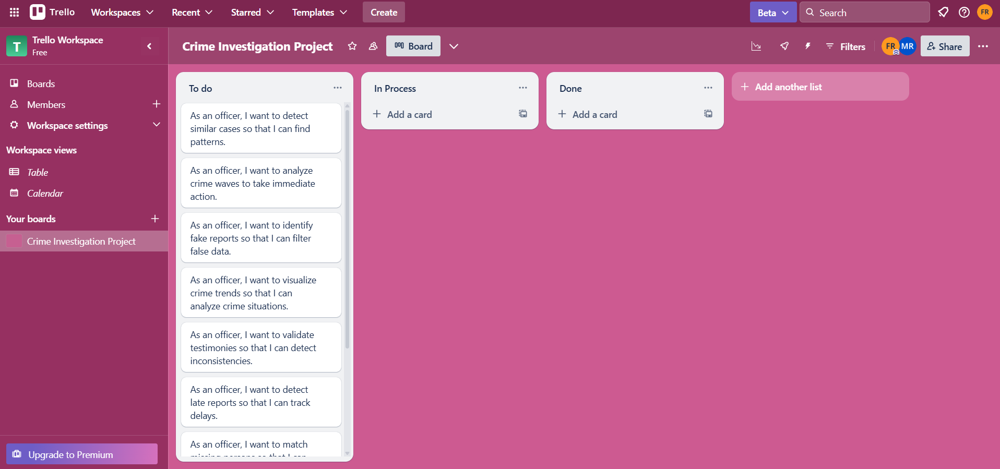 Trello
Workspaces
Recent
Starred
Templates
Create
Beta
Search
FR
T
Trello Workspace
Free
Crime Investigation Project
Board
Filters
FR
MR
Share
Boards
Members
Workspace settings
Workspace views
Table
Calendar
Your boards
Crime Investigation Project
Upgrade to Premium
To do
As an officer, I want to detect
similar cases so that I can find
patterns.
As an officer, I want to analyze
crime waves to take immediate
action.
As an officer, I want to identify
fake reports so that I can filter
false data.
As an officer, I want to visualize
crime trends so that I can
analyze crime situations.
As an officer, I want to validate
testimonies so that I can detect
inconsistencies.
As an officer, I want to detect
late reports so that I can track
delays.
As an officer, I want to match
missing persons so that I can
In Process
Add a card
Done
Add a card
Add another list